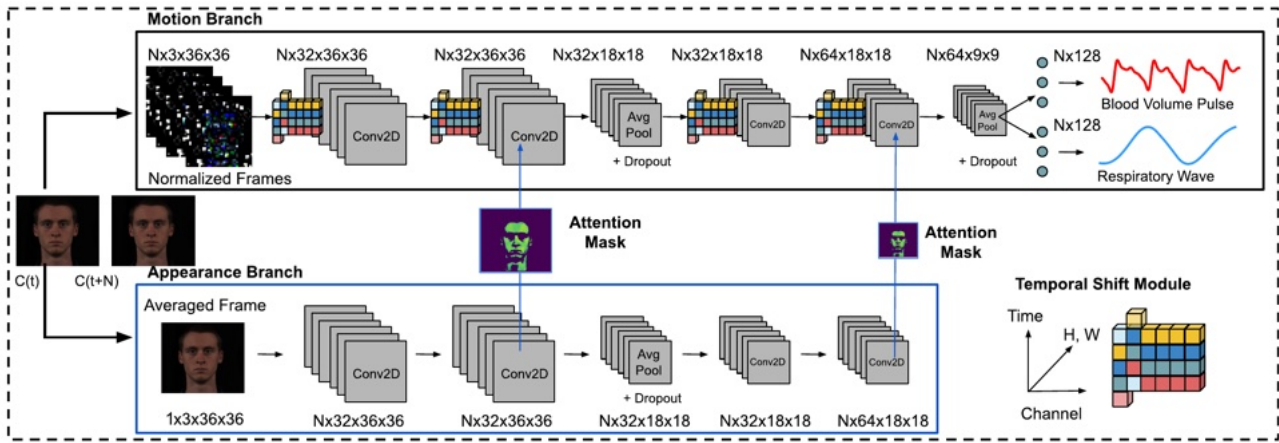 Motion Branch
Nx3x36x36
Nx32x36x36
Nx32x36x36
Nx32x18x18
Nx32x18x18
Nx64x18x18
Nx64x9x9
Nx128
Conv2D
Conv2D
Avg
Pool
Conv2D
Conv2D
Avg
Pool
Blood Volume Pulse
Nx128
+ Dropout
+ Dropout
Normalized Frames
Respiratory Wave
Attention
Mask
Attention
Mask
C(t)
C(t+N)
Appearance Branch
Averaged Frame
Conv2D
Conv2D
Avg
Pool
Conv2D
Conv2D
+ Dropout
1x3x36x36
Nx32x36x36
Nx32x36x36
Nx32x18x18
Nx32x18x18
Nx64x18x18
Temporal Shift Module
Time
H, W
Channel